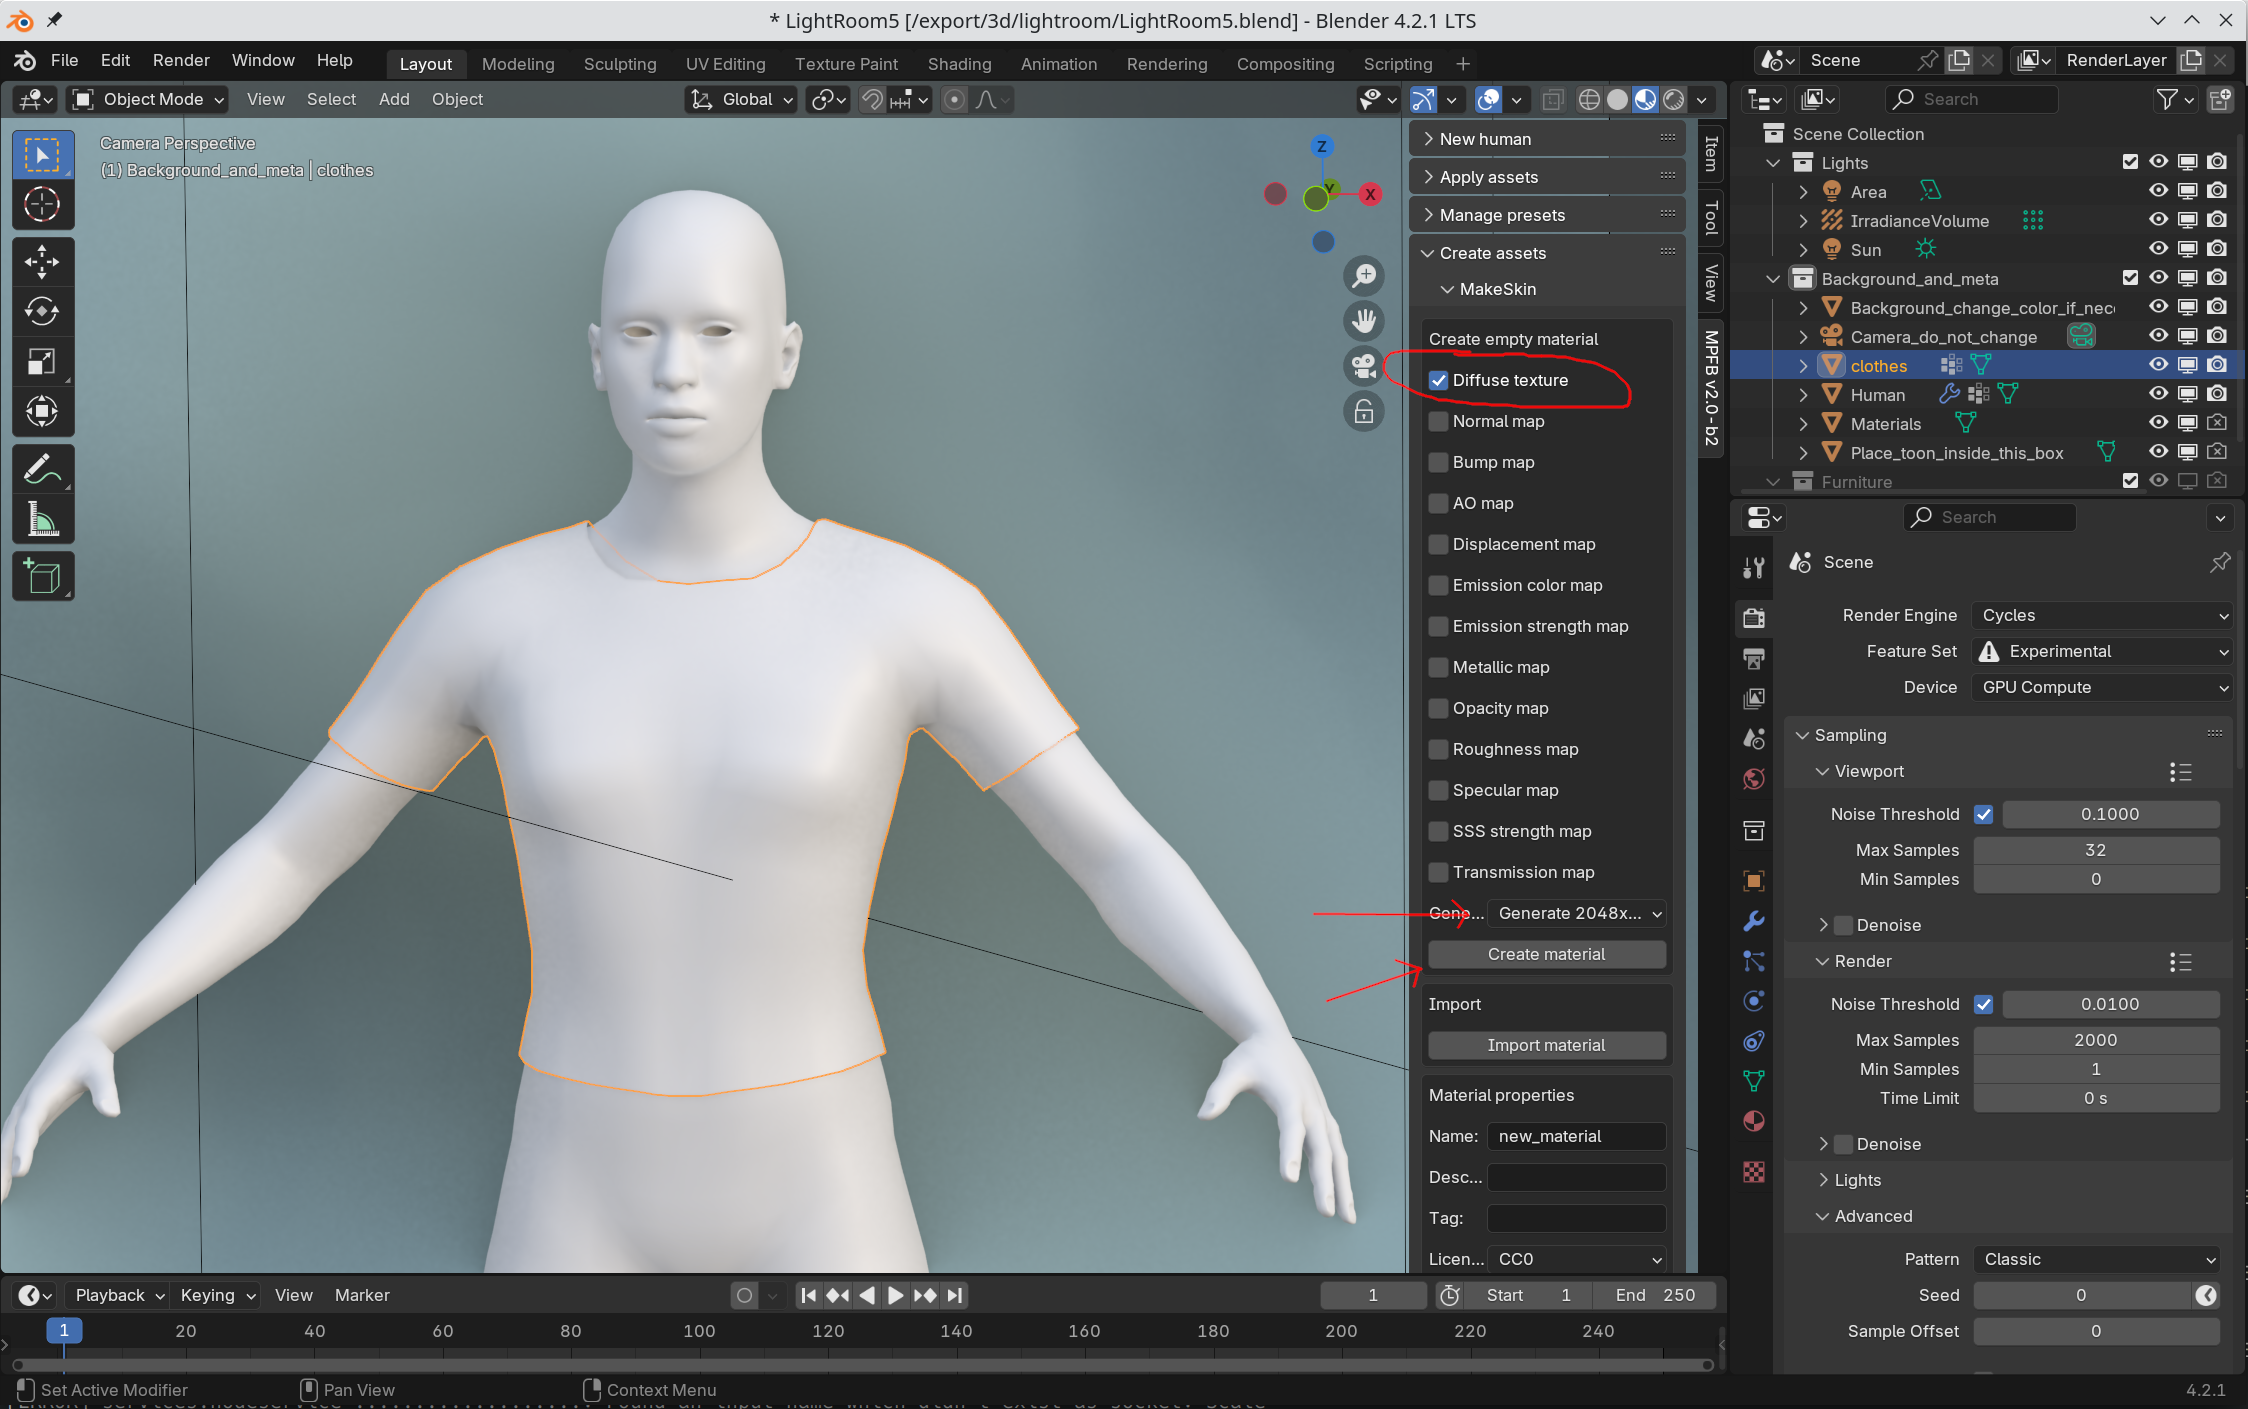 * LightRoom5 [/export/3d/lightroom/LightRoom5.blend] - Blender 4.2.1 LTS
File Edit Render Window Help Layout Modeling Sculpting UV Editing Texture Paint Shading Animation Rendering Compositing Scripting + Scene RenderLayer
Object Mode View Select Add Object Global
Camera Perspective
(1) Background_and_meta | clothes
Z
Y
X
New human
Apply assets
Manage presets
Create assets
MakeSkin
Create empty material
Diffuse texture
Normal map
Bump map
AO map
Displacement map
Emission color map
Emission strength map
Metallic map
Opacity map
Roughness map
Specular map
SSS strength map
Transmission map
Gene... Generate 2048x...
Create material
Import
Import material
Material properties
Name: new_material
Desc...
Tag:
Licen... CC0
Item
Tool
View
MPFB v2.0 - b2
Search
Scene Collection
Lights
Area
IrradianceVolume
Sun
Background_and_meta
Background_change_color_if_nec
Camera_do_not_change
clothes
Human
Materials
Place_toon_inside_this_box
Furniture
Search
Scene
Render Engine Cycles
Feature Set Experimental
Device GPU Compute
Sampling
Viewport
Noise Threshold 0.1000
Max Samples 32
Min Samples 0
Denoise
Render
Noise Threshold 0.0100
Max Samples 2000
Min Samples 1
Time Limit 0 s
Denoise
Lights
Advanced
Pattern Classic
Seed 0
Sample Offset 0
Playback Keying View Marker 1 Start 1 End 250
1 20 40 60 80 100 120 140 160 180 200 220 240
Set Active Modifier Pan View Context Menu 4.2.1